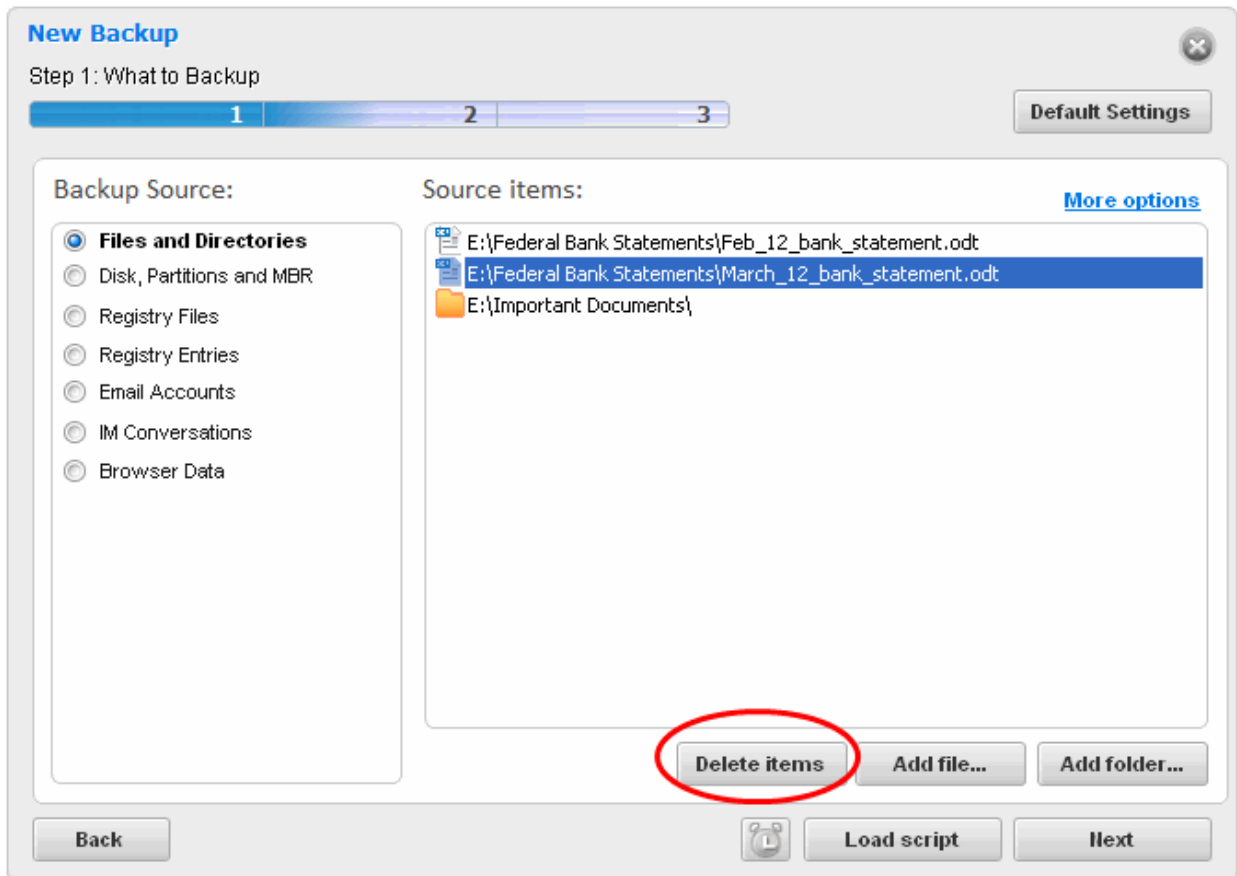 New Backup
Step 1: What to Backup
1 2 3
Default Settings
Backup Source:
Files and Directories
Disk, Partitions and MBR
Registry Files
Registry Entries
Email Accounts
IM Conversations
Browser Data
Source items:
More options
E:\Federal Bank Statements\Feb_12_bank_statement.odt
E:\Federal Bank Statements\March_12_bank_statement.odt
E:\Important Documents\
Delete items Add file... Add folder...
Back Load script Next